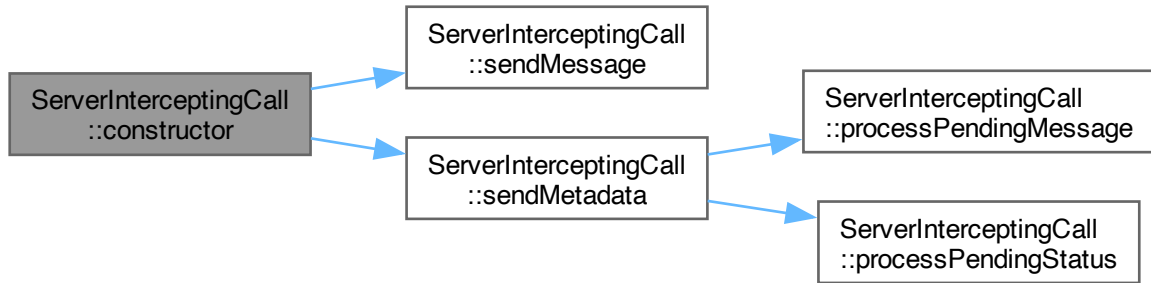 ServerInterceptingCall
::constructor
ServerInterceptingCall
::sendMessage
ServerInterceptingCall
::sendMetadata
ServerInterceptingCall
::processPendingMessage
ServerInterceptingCall
::processPendingStatus